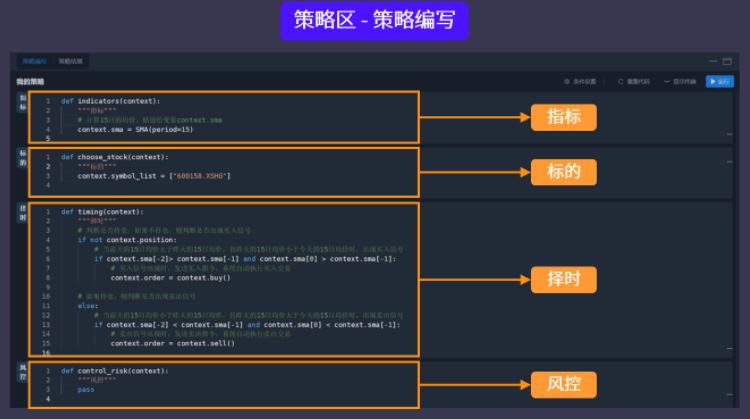 策略区 - 策略编写
策略编写 策略结果
我的策略 条件设置 重置代码 显示终端 运行
指标
1 def indicators(context):
2 """指标"""
3 # 计算15日的均价，赋值给变量context.sma
4 context.sma = SMA(period=15)
5
指标
标的
1 def choose_stock(context):
2 """标的"""
3 context.symbol_list = ["600158.XSHG"]
4
标的
择时
1 def timing(context):
2 """择时"""
3 # 判断是否持仓，如果不持仓，则判断是否出现买入信号
4 if not context.position:
5 # 当前天的15日均价大于昨天的15日均价，且昨天的15日均价小于今天的15日均价时，出现买入信号
6 if context.sma[-2]> context.sma[-1] and context.sma[0] > context.sma[-1]:
7 # 买入信号出现时，发送买入指令，系统自动执行买入交易
8 context.order = context.buy()
9
10 # 如果持仓，则判断是否出现卖出信号
11 else:
12 # 当前天的15日均价小于昨天的15日均价，且昨天的15日均价大于今天的15日均价时，出现卖出信号
13 if context.sma[-2] < context.sma[-1] and context.sma[0] < context.sma[-1]:
14 # 卖出信号出现时，发送卖出指令，系统自动执行卖出交易
15 context.order = context.sell()
16
择时
风控
1 def control_risk(context):
2 """风控"""
3 pass
4
风控